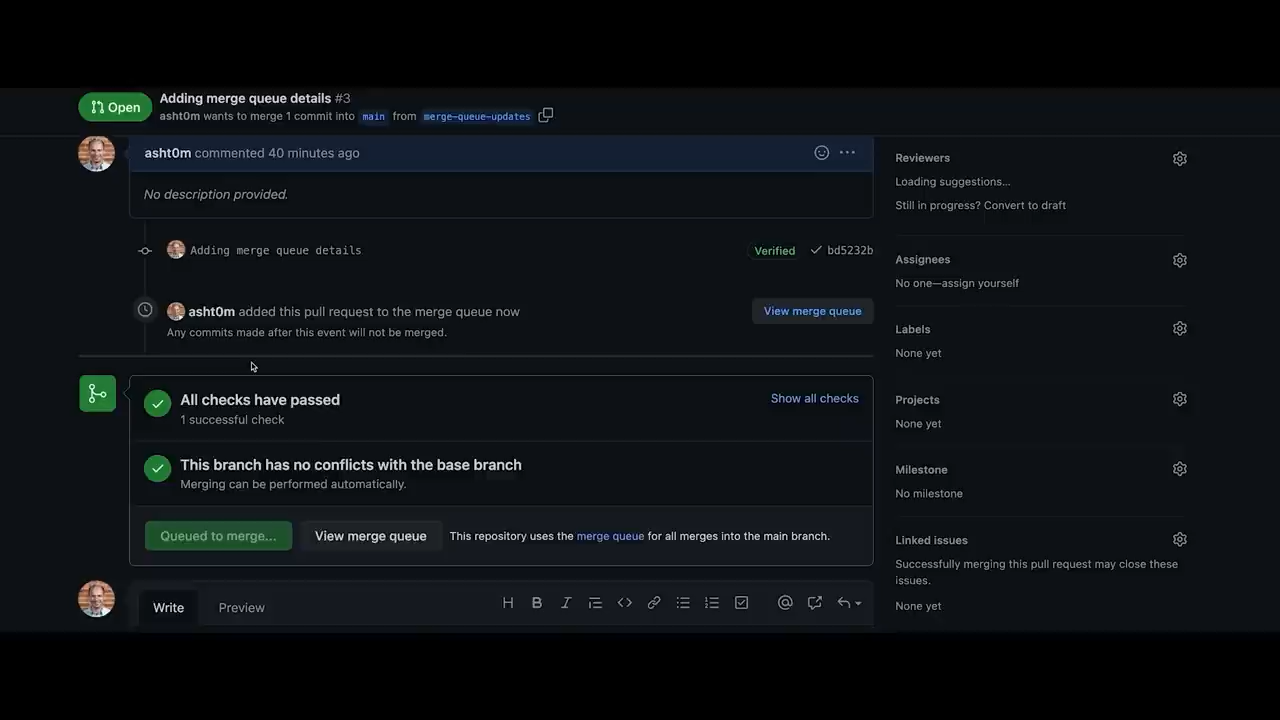 Open
Adding merge queue details #3
asht0m wants to merge 1 commit into main from merge-queue-updates
asht0m commented 40 minutes ago
No description provided.
Adding merge queue details
Verified
bd5232b
asht0m added this pull request to the merge queue now
View merge queue
Any commits made after this event will not be merged.
All checks have passed
Show all checks
1 successful check
This branch has no conflicts with the base branch
Merging can be performed automatically.
Queued to merge...
View merge queue
This repository uses the merge queue for all merges into the main branch.
Write
Preview
Reviewers
Loading suggestions…
Still in progress? Convert to draft
Assignees
No one—assign yourself
Labels
None yet
Projects
None yet
Milestone
No milestone
Linked issues
Successfully merging this pull request may close these
issues.
None yet